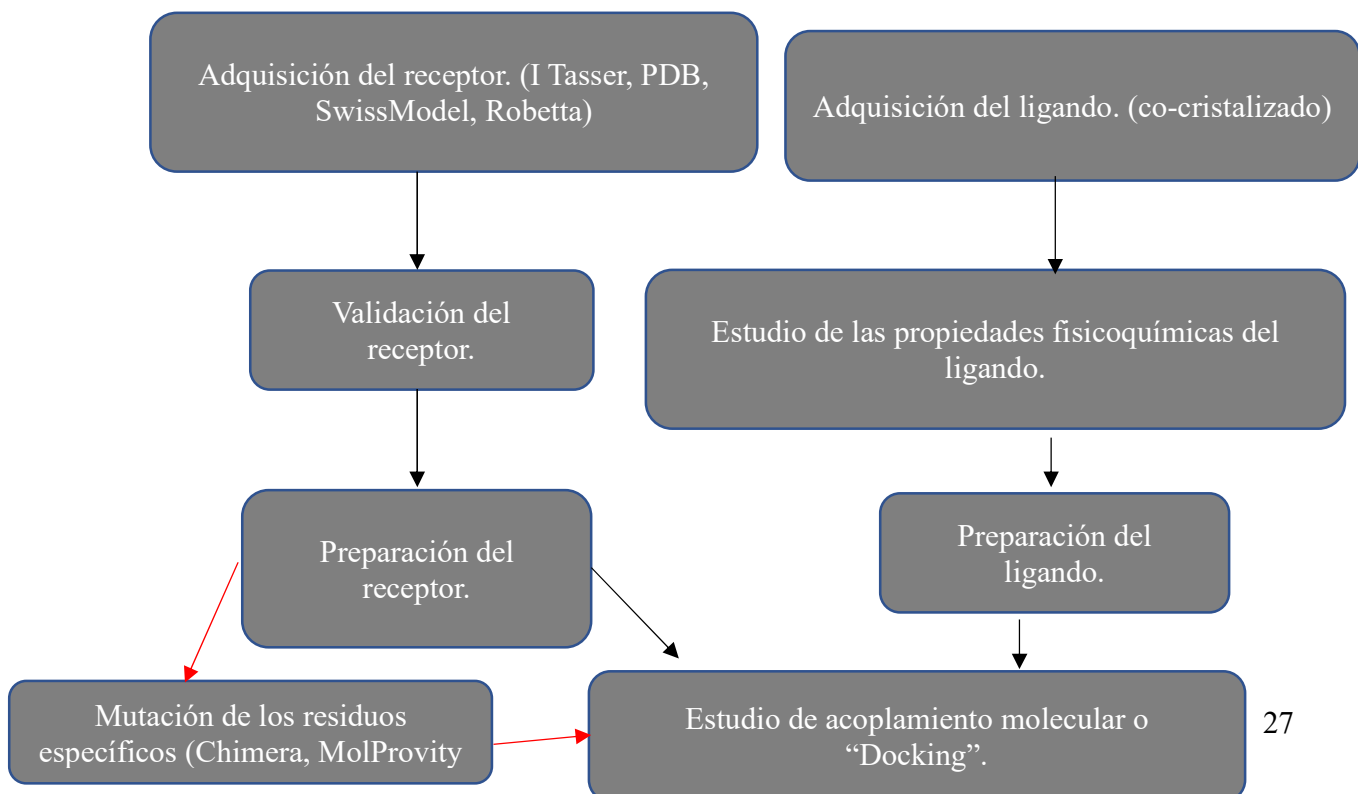 Adquisición del receptor. (I Tasser, PDB,
SwissModel, Robetta)
Adquisición del ligando. (co-cristalizado)
Validación del
receptor.
Estudio de las propiedades fisicoquímicas del
ligando.
Preparación del
receptor.
Preparación del
ligando.
Mutación de los residuos
específicos (Chimera, MolProvity
Estudio de acoplamiento molecular o
“Docking”.
27